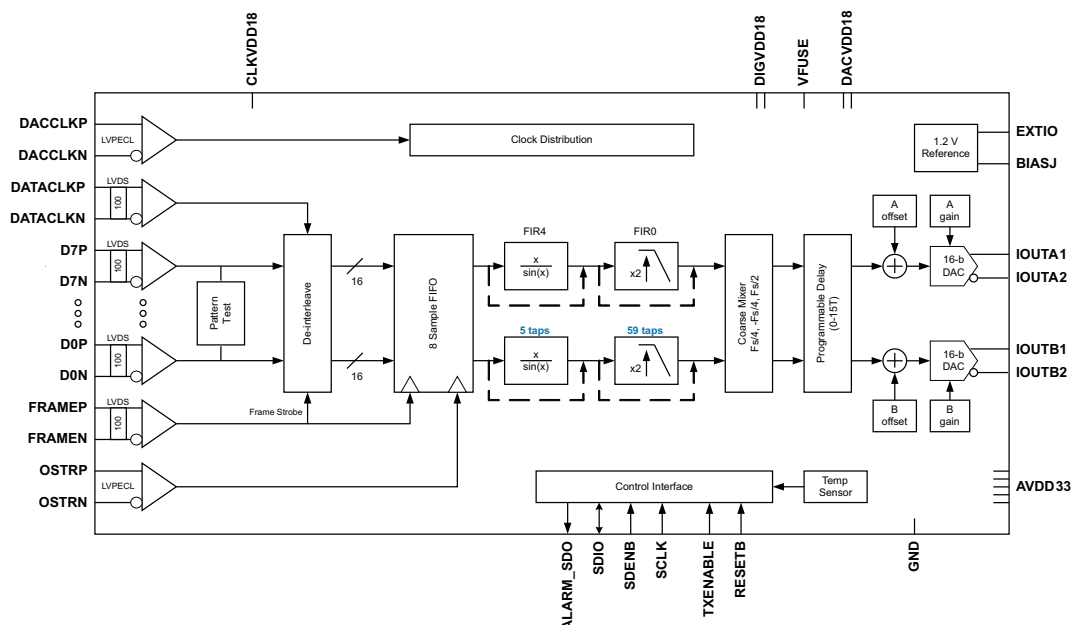 CLKVDD18
DIGVDD18
VFUSE
DACVDD18
DACCLKP
LVPECL
DACCLKN
Clock Distribution
1.2 V
Reference
EXTIO
BIASJ
DATACLKP
LVDS
100
DATACLKN
A
offset
A
gain
D7P
LVDS
100
D7N
Pattern
Test
D0P
LVDS
100
D0N
De-interleave
16
16
8 Sample FIFO
FIR4
x
sin(x)
FIR0
x2
5 taps
x
sin(x)
59 taps
x2
Coarse Mixer
Fs/4, -Fs/4, Fs/2
Programmable Delay
(0-15T)
16-b
DAC
IOUTA1
IOUTA2
16-b
DAC
IOUTB1
IOUTB2
B
offset
B
gain
FRAMEP
LVDS
100
FRAMEN
Frame Strobe
OSTRP
LVPECL
OSTRN
Control Interface
Temp
Sensor
AVDD33
ALARM_SDO
SDIO
SDENB
SCLK
TXENABLE
RESETB
GND